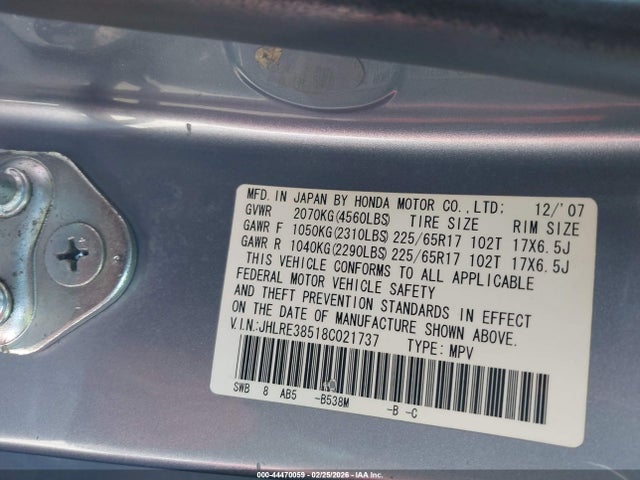 MFD. IN JAPAN BY HONDA MOTOR CO., LTD: 12/'07
GVWR 2070KG(4560LBS) TIRE SIZE RIM SIZE
GAWR F 1050KG(2310LBS) 225/65R17 102T 17X6.5J
GAWR R 1040KG(2290LBS) 225/65R17 102T 17X6.5J
THIS VEHICLE CONFORMS TO ALL APPLICABLE
FEDERAL MOTOR VEHICLE SAFETY
AND THEFT PREVENTION STANDARDS IN EFFECT
ON THE DATE OF MANUFACTURE SHOWN ABOVE.
V.I.N.:JHLRE38518C021737 TYPE: MPV
SWB 8 AB5 -B538M -B -C
000-44470059 02/25/2026 - IAA Inc.